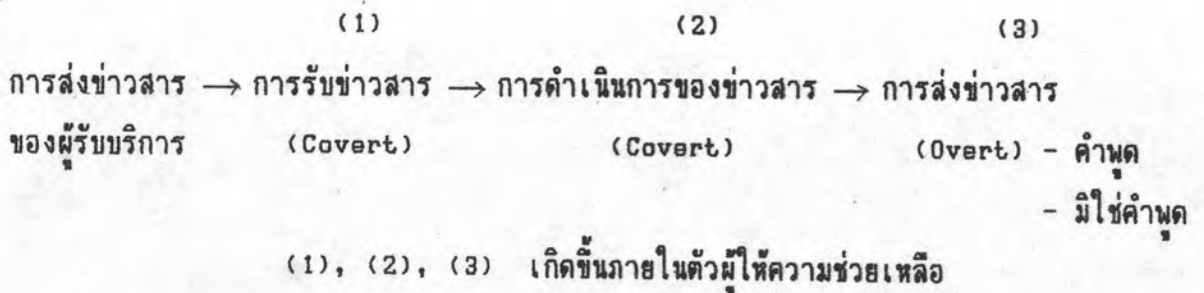 (1) (2) (3)
การส่งข่าวสาร → การรับข่าวสาร → การดำเนินการของข่าวสาร → การส่งข่าวสาร
ของผู้รับบริการ (Covert) (Covert) (Overt) - คำพูด
- มิใช่คำพูด
(1), (2), (3) เกิดขึ้นภายในตัวผู้ให้ความช่วยเหลือ